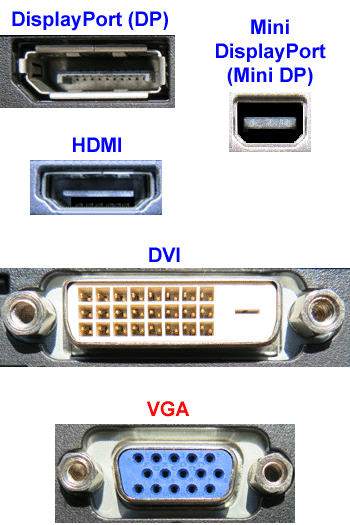 DisplayPort (DP)
Mini
DisplayPort
(Mini DP)
HDMI
DVI
VGA